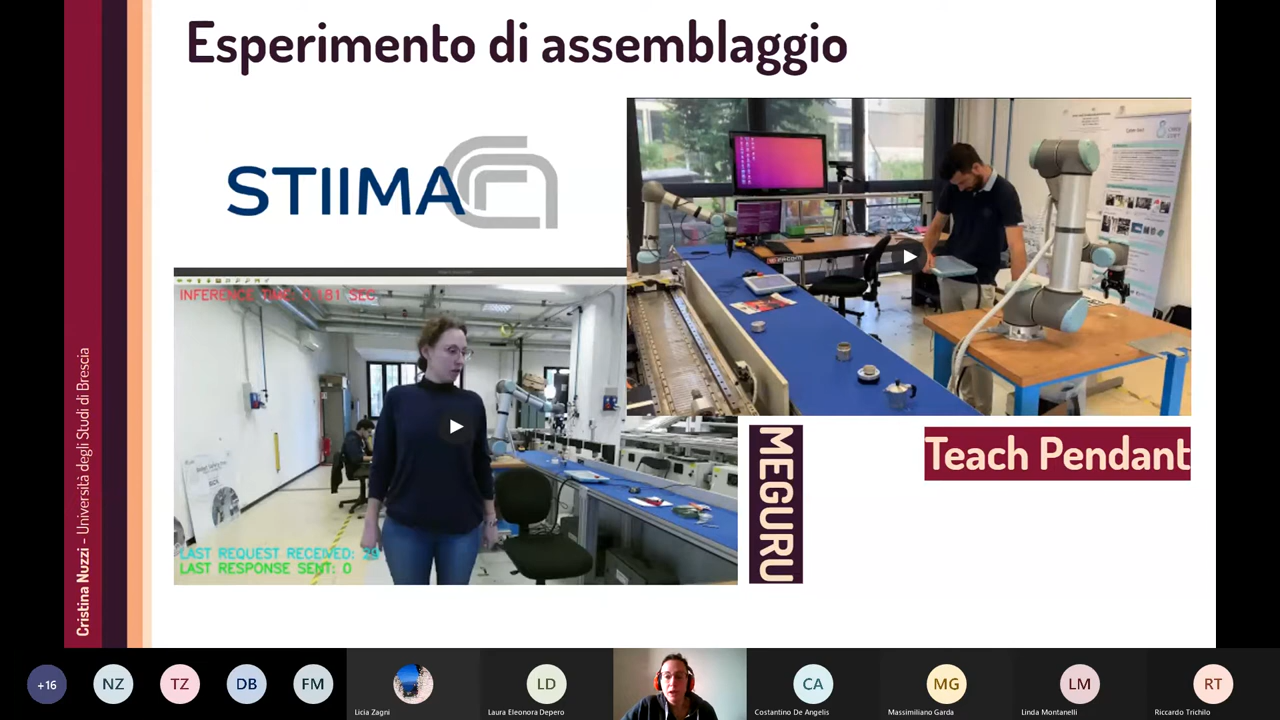 Esperimento di assemblaggio
STIIMA
INFERENCE TIME: 0.181 SEC
LAST REQUEST RECEIVED: 29
LAST RESPONSE SENT: 0
MEGURU
Teach Pendant
Cristina Nuzzi – Università degli Studi di Brescia
+16
NZ
TZ
DB
FM
Licia Zagni
LD
Laura Eleonora Depero
CA
Costantino De Angelis
MG
Massimiliano Garda
LM
Linda Montanelli
RT
Riccardo Trichilo